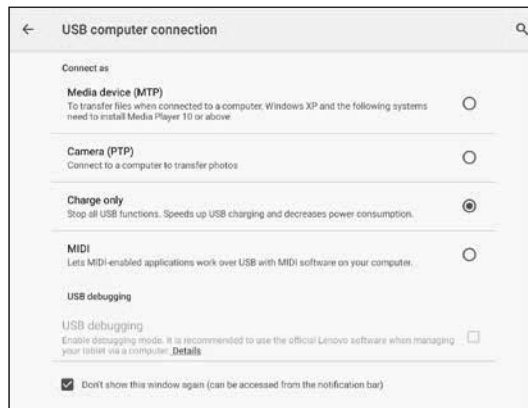 USB computer connection
Connect as
Media device (MTP)
To transfer files when connected to a computer. Windows XP and the following systems
need to install Media Player 10 or above
Camera (PTP)
Connect to a computer to transfer photos
Charge only
Stop all USB functions. Speeds up USB charging and decreases power consumption.
MIDI
Lets MIDI-enabled applications work over USB with MIDI software on your computer.
USB debugging
USB debugging
Enable debugging mode. It is recommended to use the official Lenovo software when managing
your tablet via a computer. Details
Don't show this window again (can be accessed from the notification bar)